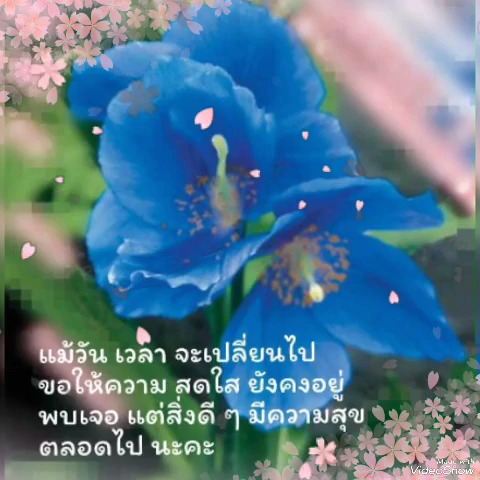 แม้วัน เวลา จะเปลี่ยนไป
ขอให้ความ สดใส ยังคงอยู่
พบเจอ แต่สิ่งดี ๆ มีความสุข
ตลอดไป นะคะ
Made with
VideoShow